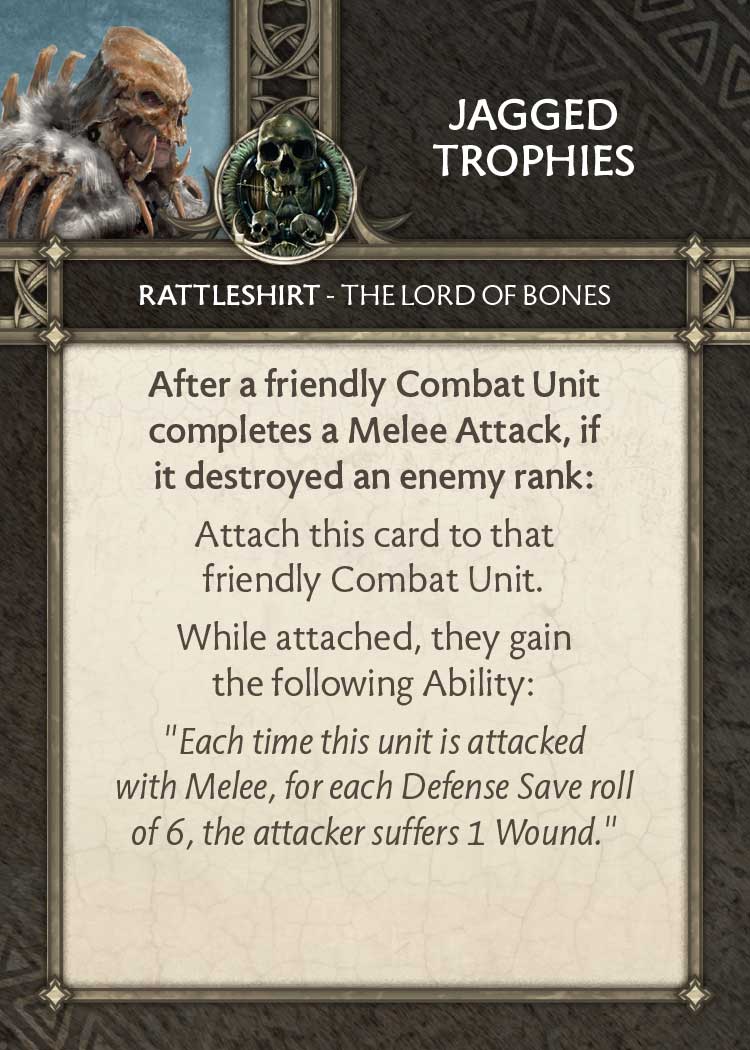 JAGGED
TROPHIES
RATTLESHIRT - THE LORD OF BONES
After a friendly Combat Unit
completes a Melee Attack, if
it destroyed an enemy rank:
Attach this card to that
friendly Combat Unit.
While attached, they gain
the following Ability:
"Each time this unit is attacked
with Melee, for each Defense Save roll
of 6, the attacker suffers 1 Wound."